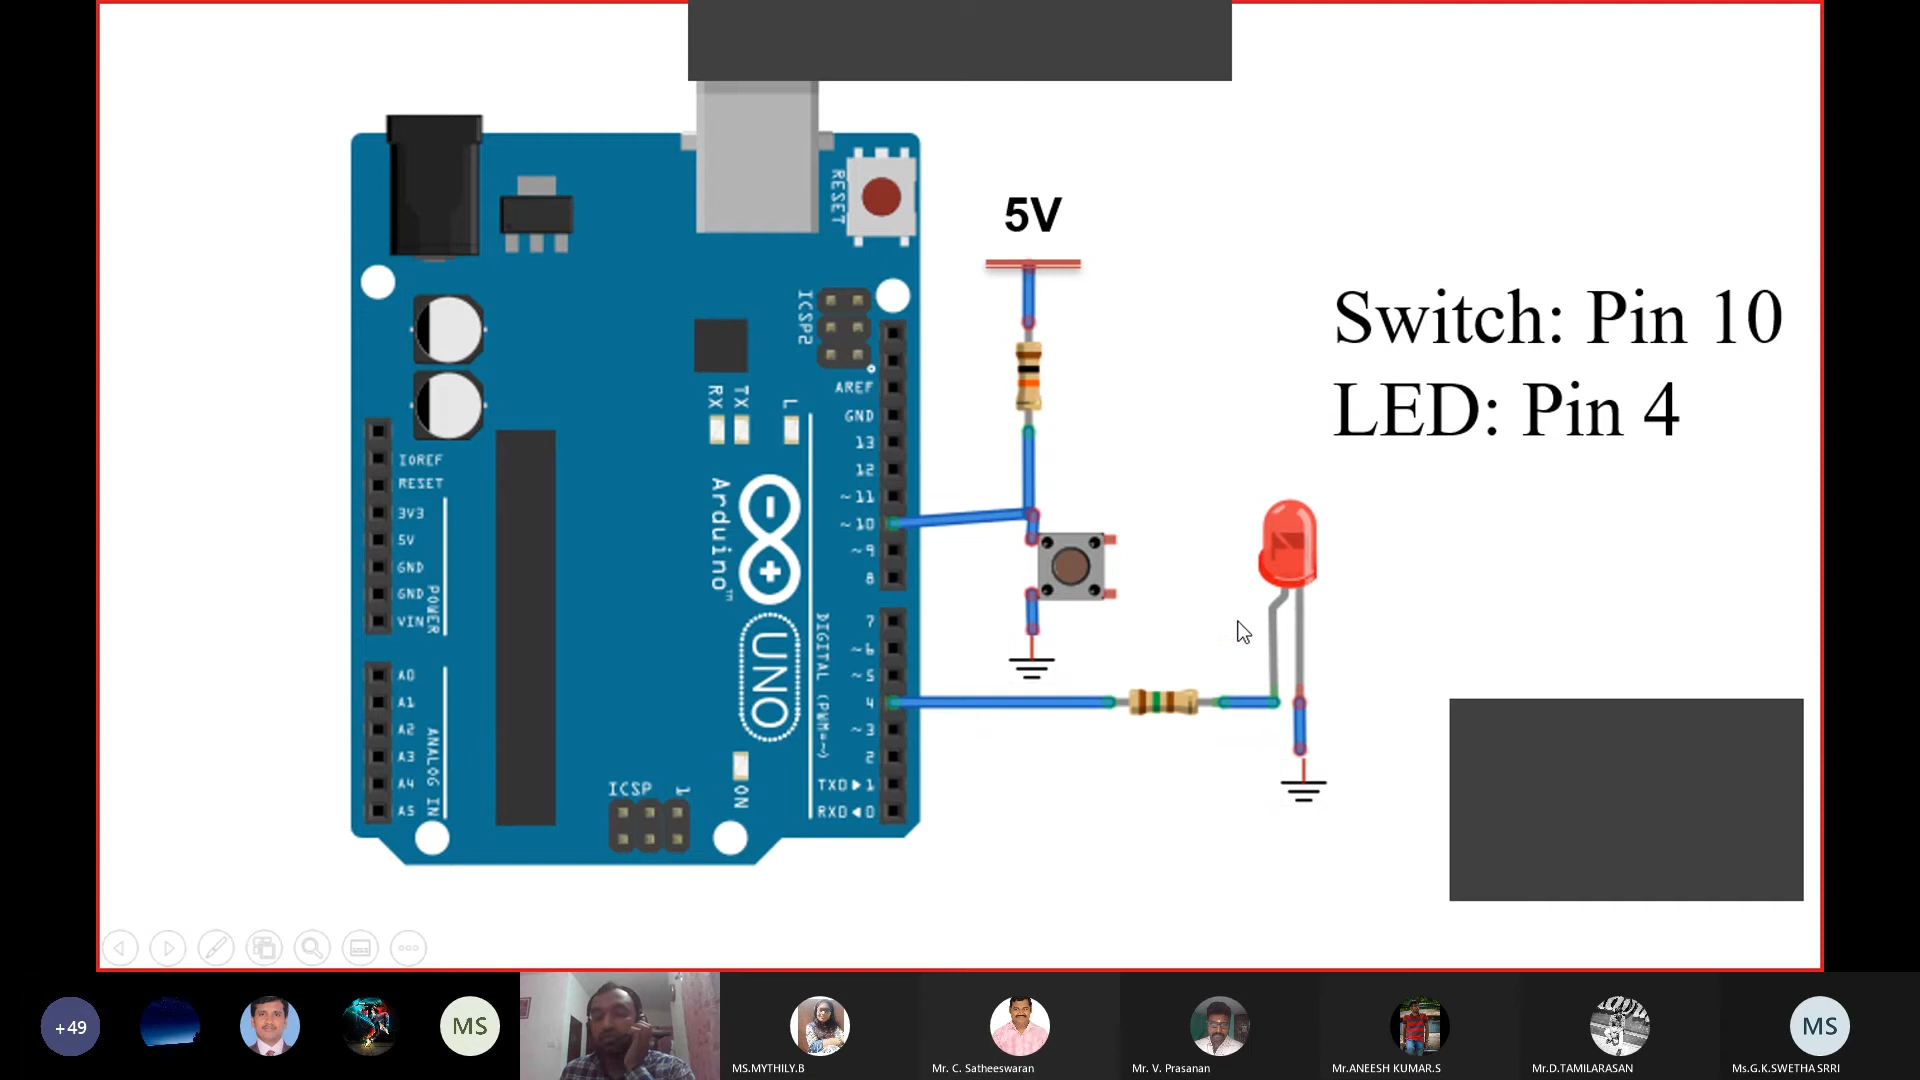 5V
Switch: Pin 10
LED: Pin 4
RESET
ICSP2
RX
TX
L
AREF
GND
13
12
~11
~10
~9
8
IOREF
RESET
3V3
5V
GND
GND
VIN
POWER
Arduino™
UNO
DIGITAL (PWM=~)
7
~6
~5
4
~3
2
TXD▶1
RXD◀0
A0
A1
A2
A3
A4
A5
ANALOG IN
ICSP
1
ON
+49
MS
MS.MYTHILY.B
Mr. C. Satheeswaran
Mr. V. Prasanan
Mr.ANEESH KUMAR.S
Mr.D.TAMILARASAN
MS
Ms.G.K.SWETHA SRRI